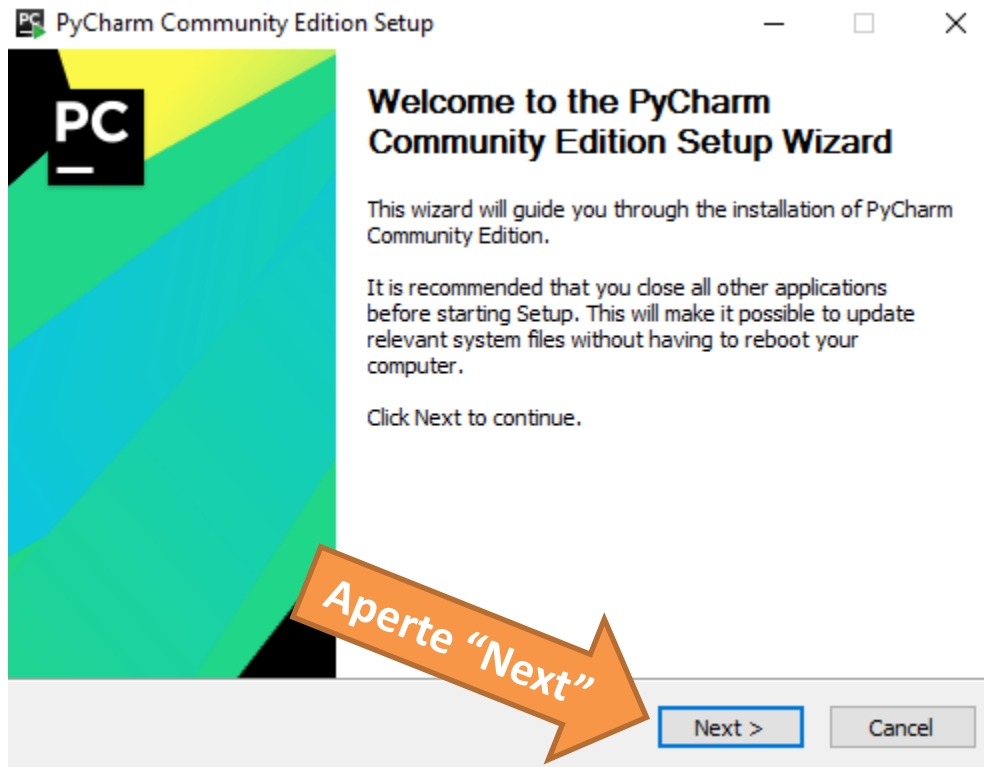 PyCharm Community Edition Setup
PC
Welcome to the PyCharm
Community Edition Setup Wizard
This wizard will guide you through the installation of PyCharm
Community Edition.
It is recommended that you close all other applications
before starting Setup. This will make it possible to update
relevant system files without having to reboot your
computer.
Click Next to continue.
Aperte “Next”
Next >
Cancel